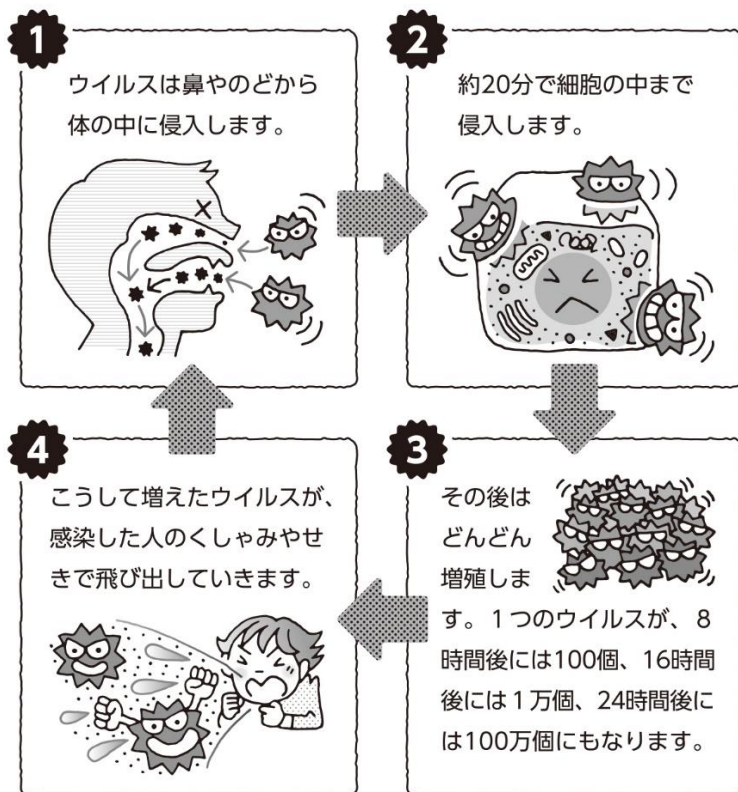 1
ウイルスは鼻やのどから
体の中に侵入します。
2
約20分で細胞の中まで
侵入します。
3
その後は
どんどん
増殖しま
す。1つのウイルスが、8
時間後には100個、16時間
後には1万個、24時間後に
は100万個にもなります。
4
こうして増えたウイルスが、
感染した人のくしゃみやせ
きで飛び出していきます。